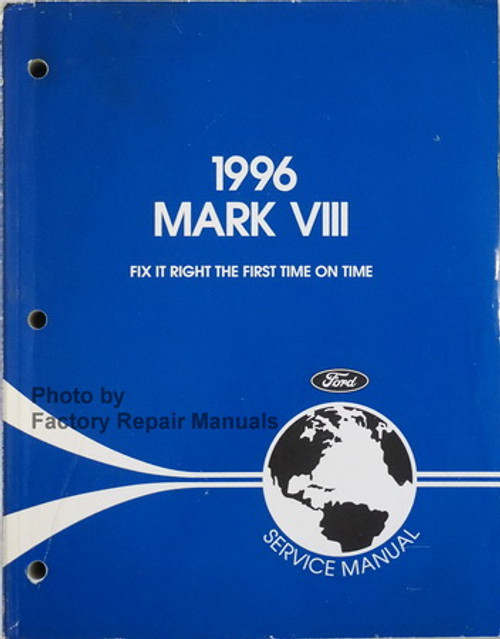 1996
MARK VIII
FIX IT RIGHT THE FIRST TIME ON TIME
Ford
Photo by
Factory Repair Manuals
SERVICE MANUAL